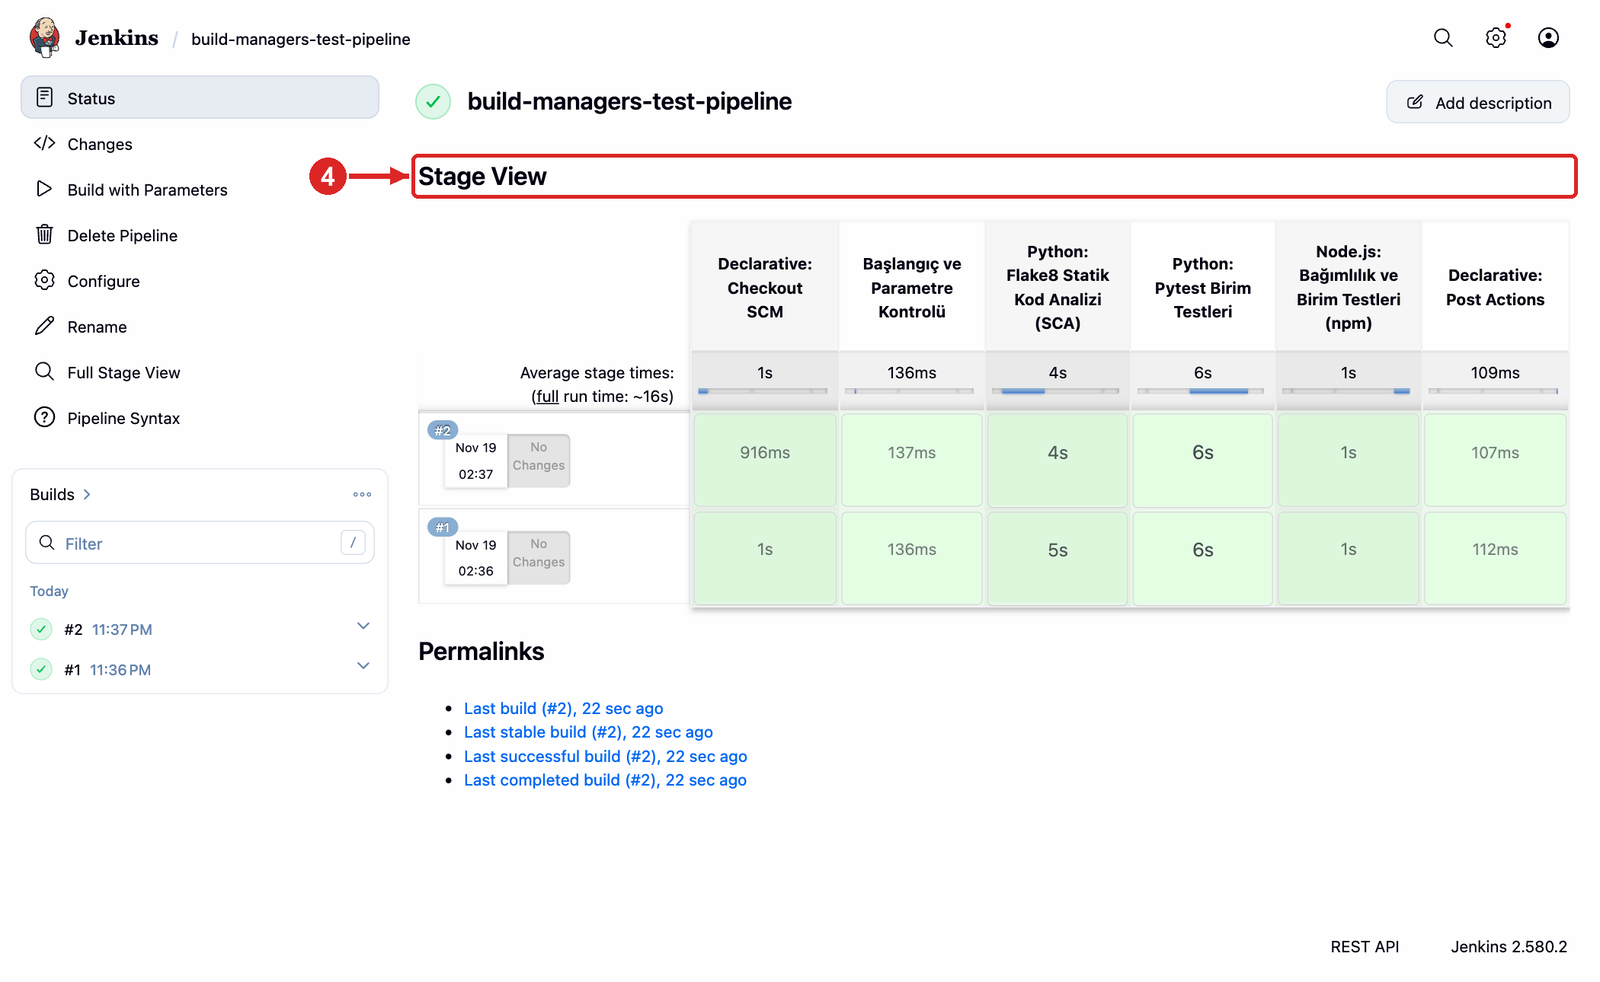 Jenkins / build-managers-test-pipeline
Status
Changes
Build with Parameters
Delete Pipeline
Configure
Rename
Full Stage View
Pipeline Syntax
Builds
Filter /
Today
#2 11:37 PM
#1 11:36 PM
build-managers-test-pipeline
Add description
4
Stage View
Declarative:
Checkout
SCM
Başlangıç ve
Parametre
Kontrolü
Python:
Flake8 Statik
Kod Analizi
(SCA)
Python:
Pytest Birim
Testleri
Node.js:
Bağımlılık ve
Birim Testleri
(npm)
Declarative:
Post Actions
Average stage times:
(full run time: ~16s)
1s 136ms 4s 6s 1s 109ms
#2
Nov 19
02:37
No
Changes
916ms 137ms 4s 6s 1s 107ms
#1
Nov 19
02:36
No
Changes
1s 136ms 5s 6s 1s 112ms
Permalinks
Last build (#2), 22 sec ago
Last stable build (#2), 22 sec ago
Last successful build (#2), 22 sec ago
Last completed build (#2), 22 sec ago
REST API
Jenkins 2.580.2